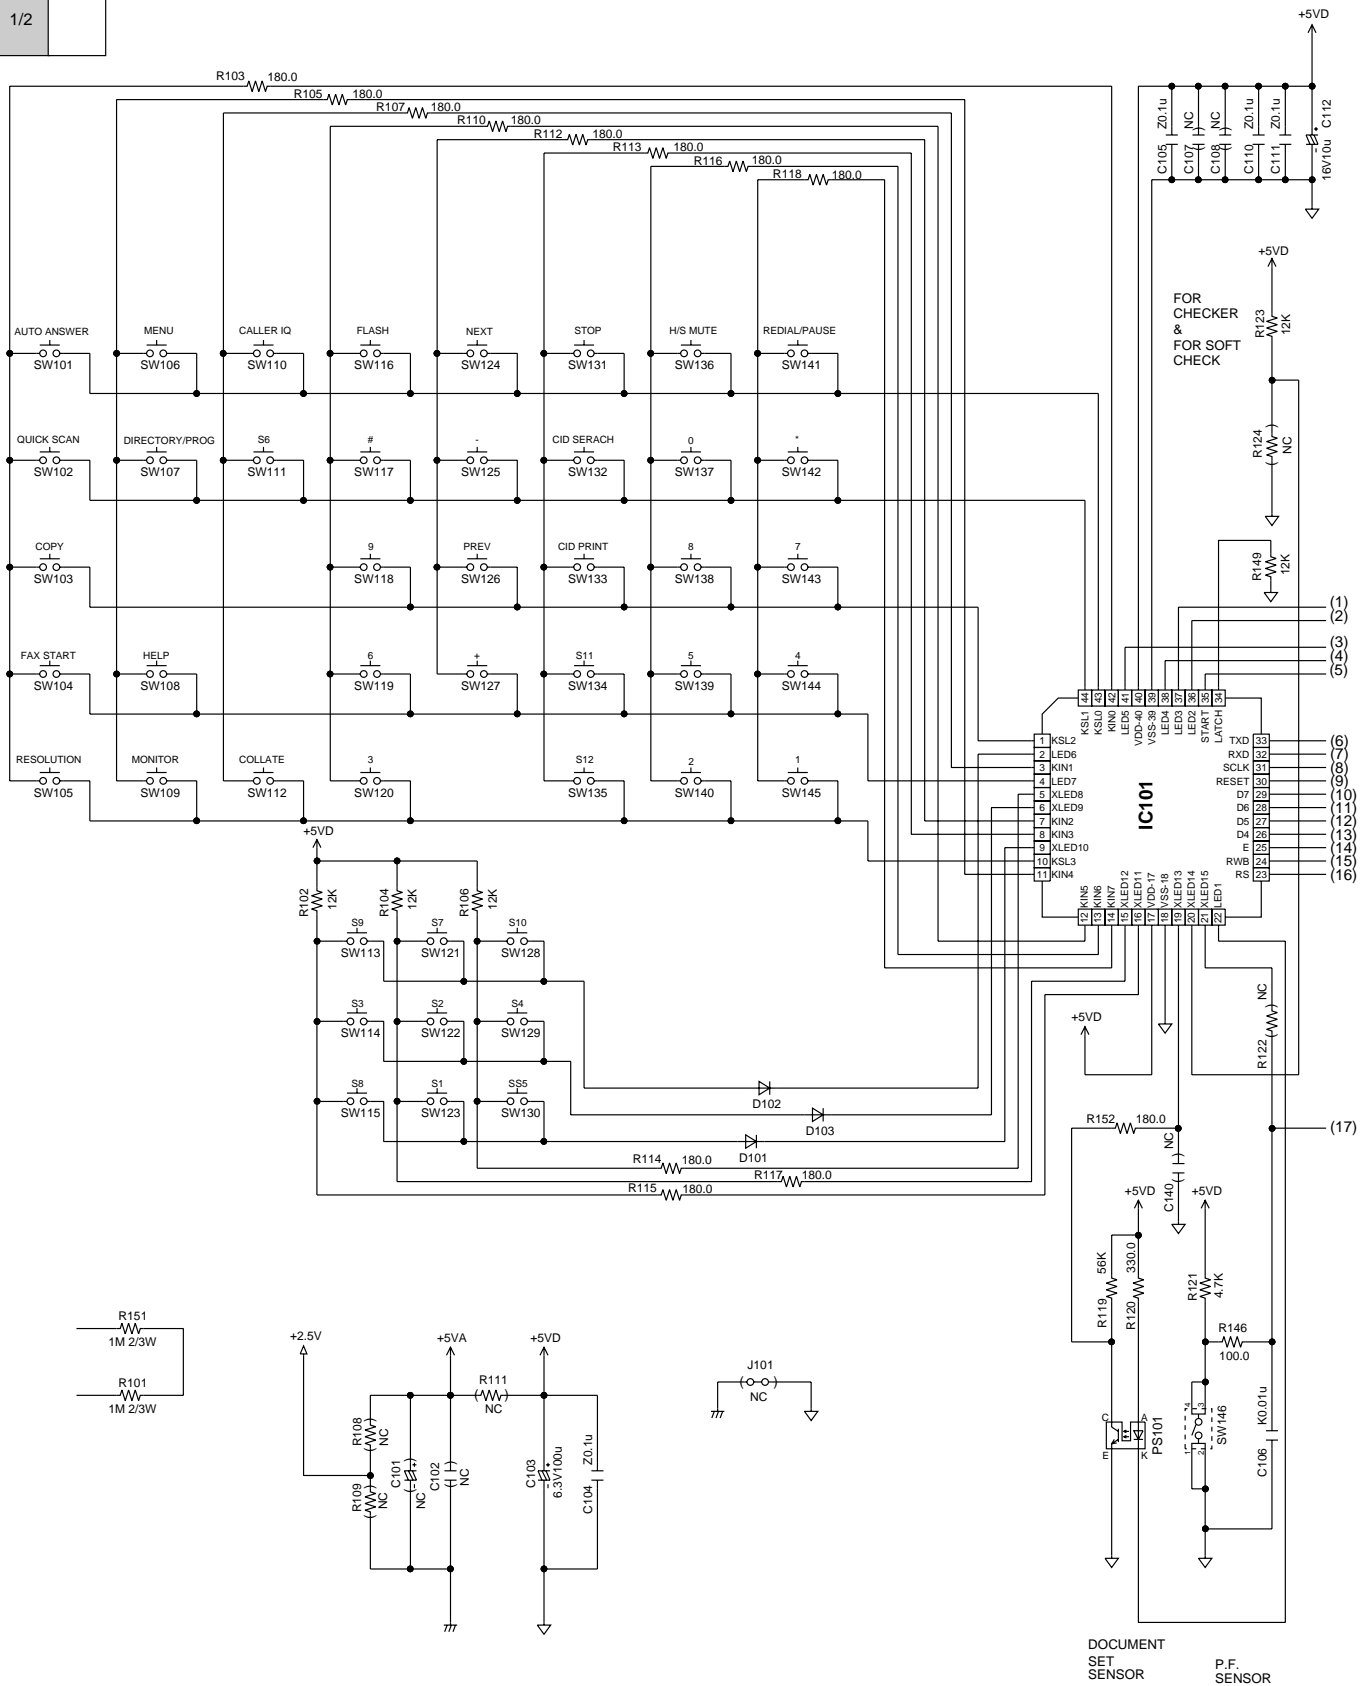 1/2
+5VD
R103 180.0
R105 180.0
R107 180.0
R110 180.0
R112 180.0
R113 180.0
R116 180.0
R118 180.0
C105 Z0.1u
C107 NC
C108 NC
C110 Z0.1u
C111 Z0.1u
C112
16V10u
+ -
+5VD
FOR
CHECKER
&
FOR SOFT
CHECK
R123 12K
R124 NC
R149 12K
AUTO ANSWER MENU CALLER IQ FLASH NEXT STOP H/S MUTE REDIAL/PAUSE
SW101 SW106 SW110 SW116 SW124 SW131 SW136 SW141
QUICK SCAN DIRECTORY/PROG S6 # - CID SERACH 0 *
SW102 SW107 SW111 SW117 SW125 SW132 SW137 SW142
COPY 9 PREV CID PRINT 8 7
SW103 SW118 SW126 SW133 SW138 SW143
FAX START HELP 6 + S11 5 4
SW104 SW108 SW119 SW127 SW134 SW139 SW144
RESOLUTION MONITOR COLLATE 3 S12 2 1
SW105 SW109 SW112 SW120 SW135 SW140 SW145
(1)
(2)
(3)
(4)
(5)
44 43 42 41 40 39 38 37 36 35 34
KSL1 KSL0 KIN0 LED5 VDD-40 VSS-39 LED4 LED3 LED2 START LATCH
1 KSL2
2 LED6
3 KIN1
4 LED7
5 XLED8
6 XLED9
7 KIN2
8 KIN3
9 XLED10
10 KSL3
11 KIN4
IC101
TXD 33 (6)
RXD 32 (7)
SCLK 31 (8)
RESET 30 (9)
D7 29 (10)
D6 28 (11)
D5 27 (12)
D4 26 (13)
E 25 (14)
RWB 24 (15)
RS 23 (16)
KIN5 KIN6 KIN7 XLED12 XLED11 VDD-17 VSS-18 XLED13 XLED14 XLED15 LED1
12 13 14 15 16 17 18 19 20 21 22
+5VD
R102 12K
R104 12K
R106 12K
S9 S7 S10
SW113 SW121 SW128
S3 S2 S4
SW114 SW122 SW129
S8 S1 SS5
SW115 SW123 SW130
D102
D103
D101
R114 180.0
R117 180.0
R115 180.0
+5VD
R122 NC
R152 180.0
(17)
C140 NC
+5VD
+5VD
R119 56K
R120 330.0
R121 4.7K
R146
100.0
C A
E K
PS101
4 3
1 2
SW146
C106 K0.01u
DOCUMENT
SET
SENSOR
P.F.
SENSOR
R151
1M 2/3W
R101
1M 2/3W
+2.5V
+5VA
+5VD
R108 NC
R109 NC
C101 NC
+ -
C102 NC
R111
NC
C103 6.3V100u
+ -
C104 Z0.1u
J101
NC